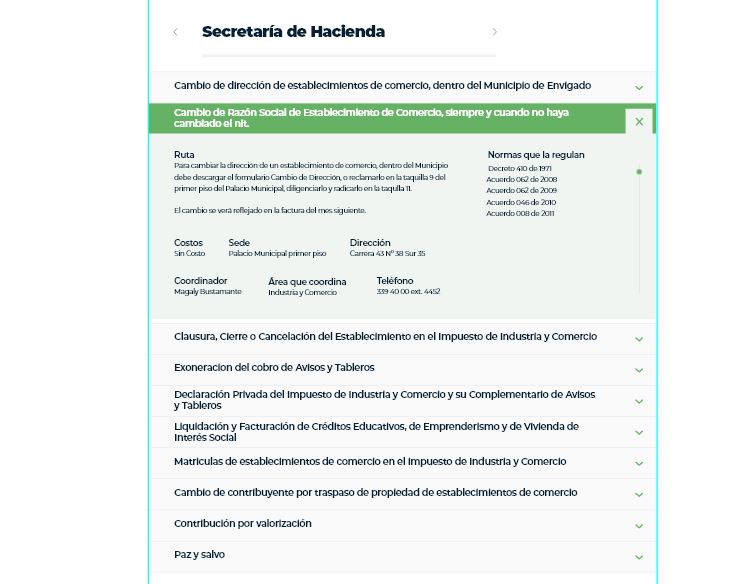 Secretaría de Hacienda
Cambio de dirección de establecimientos de comercio, dentro del Municipio de Envigado
Cambio de Razón Social de Establecimiento de Comercio, siempre y cuando no haya
cambiado el nit.
Ruta
Para cambiar la dirección de un establecimiento de comercio, dentro del Municipio
debe descargar el formulario Cambio de Dirección, o reclamarlo en la taquilla 9 del
primer piso del Palacio Municipal, diligenciarlo y radicarlo en la taqulla 11.
El cambio se verá reflejado en la factura del mes siguiente.
Normas que la regulan
Decreto 410 de 1971
Acuerdo 062 de 2008
Acuerdo 062 de 2009
Acuerdo 046 de 2010
Acuerdo 008 de 2011
Costos
Sin Costo
Sede
Palacio Municipal primer piso
Dirección
Carrera 43 Nº 38 Sur 35
Coordinador
Magaly Bustamante
Área que coordina
Industria y Comercio
Teléfono
339 40 00 ext. 4452
Clausura, Cierre o Cancelación del Establecimiento en el Impuesto de Industria y Comercio
Exoneracion del cobro de Avisos y Tableros
Declaración Privada del Impuesto de Industria y Comercio y su Complementario de Avisos
y Tableros
Liquidación y Facturación de Créditos Educativos, de Emprenderismo y de Vivienda de
Interés Social
Matrículas de establecimientos de comercio en el impuesto de Industria y Comercio
Cambio de contribuyente por traspaso de propiedad de establecimientos de comercio
Contribución por valorización
Paz y salvo